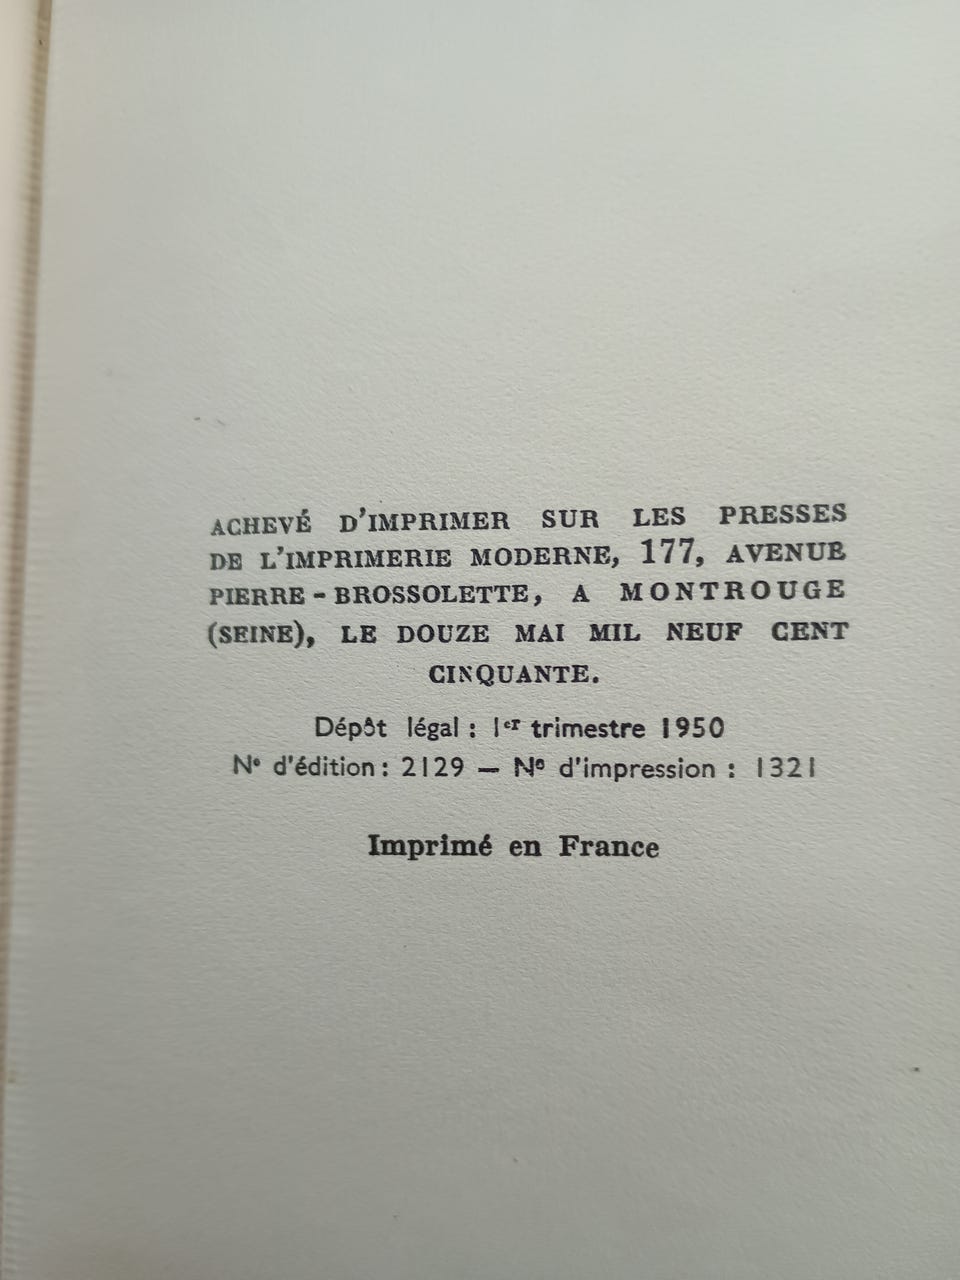 ACHEVÉ D'IMPRIMER SUR LES PRESSES
DE L'IMPRIMERIE MODERNE, 177, AVENUE
PIERRE-BROSSOLETTE, A MONTROUGE
(SEINE), LE DOUZE MAI MIL NEUF CENT
CINQUANTE.
Dépôt légal : 1er trimestre 1950
No d'édition : 2129 — No d'impression : 1321
Imprimé en France